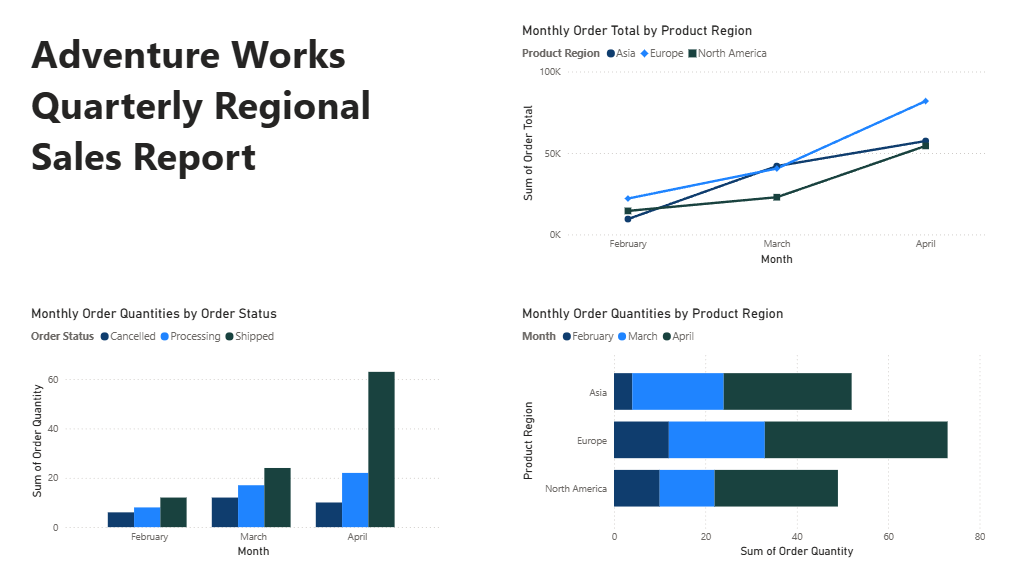 Adventure Works
Quarterly Regional
Sales Report
Monthly Order Total by Product Region
Product Region Asia Europe North America
100K
50K
0K
Sum of Order Total
February March April
Month
Monthly Order Quantities by Order Status
Order Status Cancelled Processing Shipped
60
40
20
0
Sum of Order Quantity
February March April
Month
Monthly Order Quantities by Product Region
Month February March April
Product Region
Asia
Europe
North America
0 20 40 60 80
Sum of Order Quantity